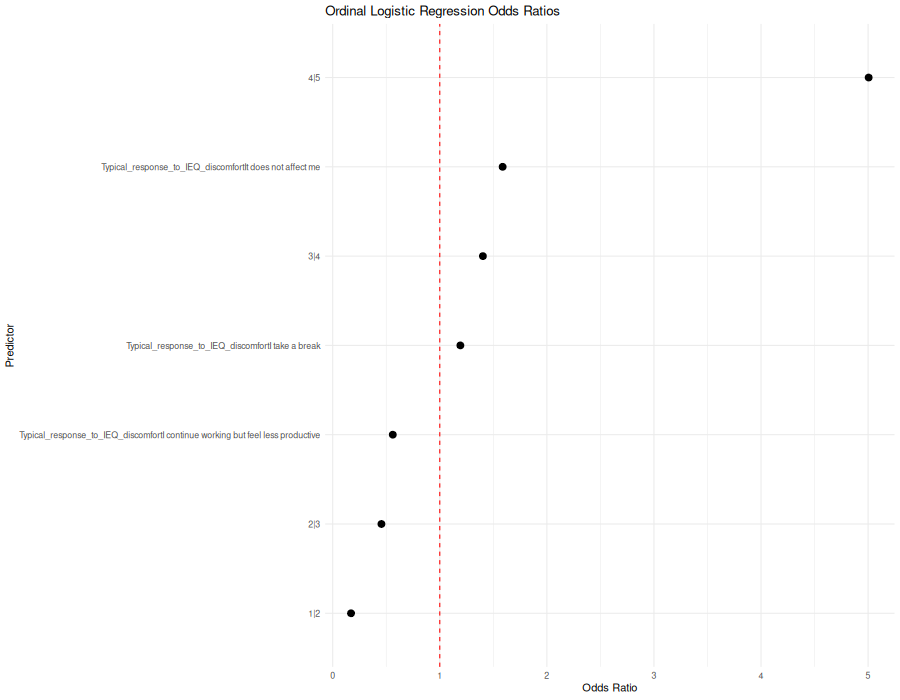 Ordinal Logistic Regression Odds Ratios
4|5
Typical_response_to_IEQ_discomfortIt does not affect me
3|4
Typical_response_to_IEQ_discomfortI take a break
Predictor
Typical_response_to_IEQ_discomfortI continue working but feel less productive
2|3
1|2
0 1 2 3 4 5
Odds Ratio